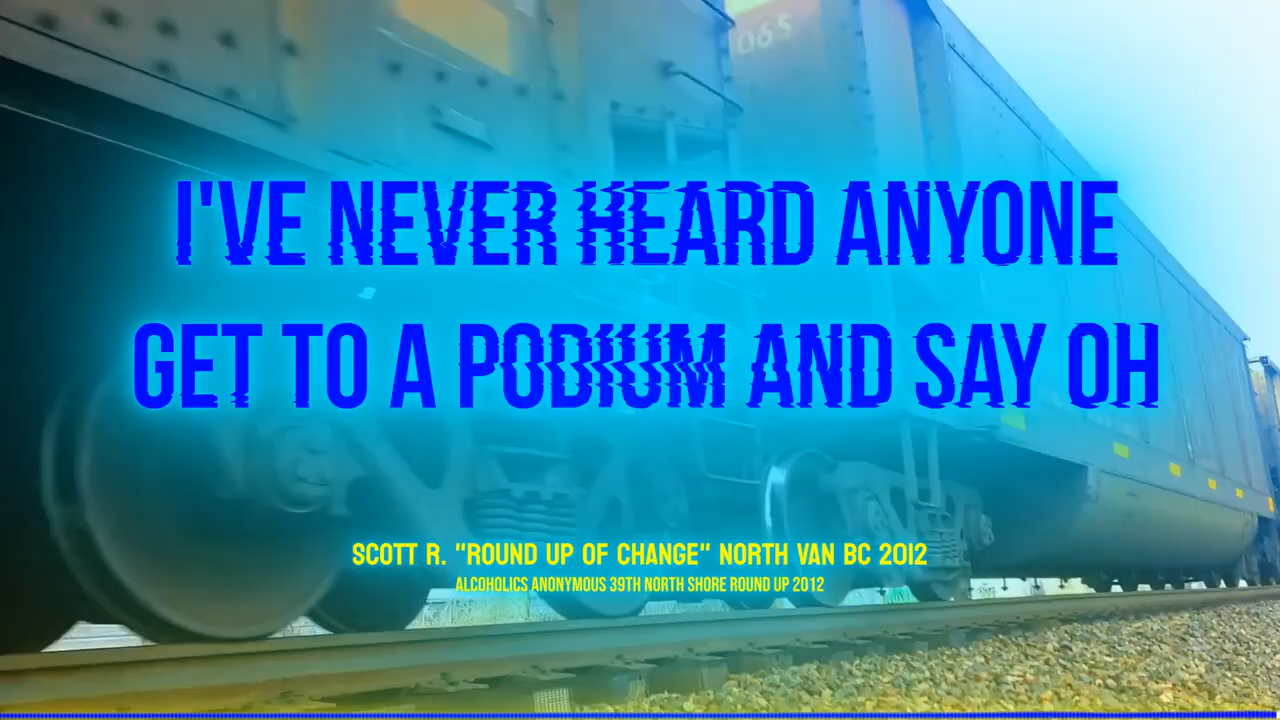 065
I'VE NEVER HEARD ANYONE
GET TO A PODIUM AND SAY OH
SCOTT R. "ROUND UP OF CHANGE" NORTH VAN BC 2012
ALCOHOLICS ANONYMOUS 39TH NORTH SHORE ROUND UP 2012